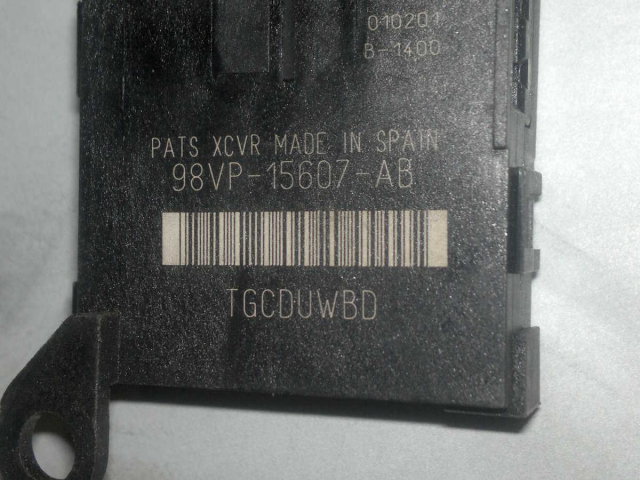 010201
B-1400
PATS XCVR MADE IN SPAIN
98VP-15607-AB
TGCDUWBD